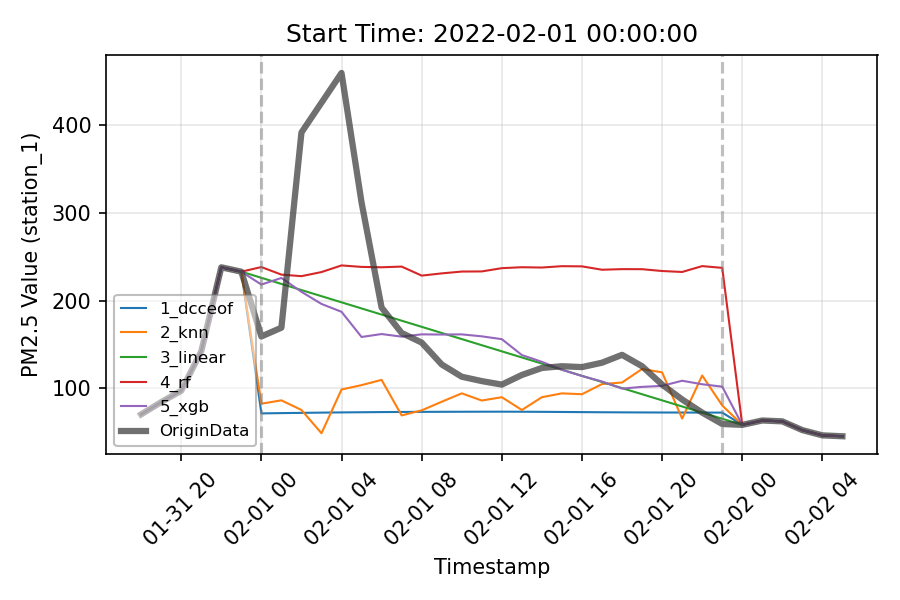 Start Time: 2022-02-01 00:00:00
PM2.5 Value (station_1)
400
300
200
100
1_dcceof
2_knn
3_linear
4_rf
5_xgb
OriginData
01-31 20
02-01 00
02-01 04
02-01 08
02-01 12
02-01 16
02-01 20
02-02 00
02-02 04
Timestamp